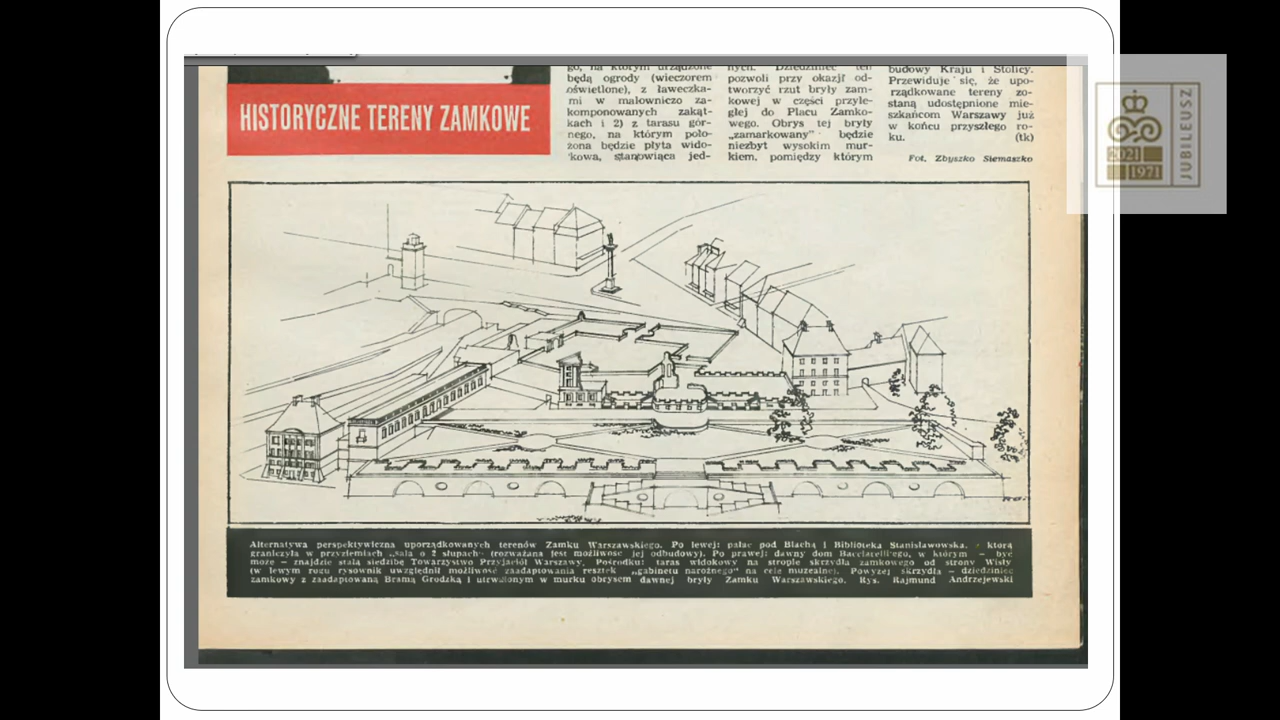 HISTORYCZNE TERENY ZAMKOWE
go, na którym urządzone
będą ogrody (wieczorem
oświetlone), z ławeczka-
mi w malowniczo za-
komponowanych zakąt-
kach i 2) z tarasu gór-
nego, na którym poło-
żona będzie płyta wido-
kowa, stanowiąca jed-
nych. Dziedziniec ten
pozwoli przy okazji od-
tworzyć rzut bryły zam-
kowej w części przyle-
głej do Placu Zamko-
wego. Obrys tej bryły
„zamarkowany" będzie
niezbyt wysokim mur-
kiem, pomiędzy którym
budowy Kraju i Stolicy.
Przewiduje się, że upo-
rządkowane tereny zo-
staną udostępnione mie-
szkańcom Warszawy już
w końcu przyszłego ro-
ku. (tk)
Fot. Zbyszko Siemaszko
2021
1971
JUBILEUSZ
Alternatywa perspektywiczna uporządkowanych terenów Zamku Warszawskiego. Po lewej: pałac pod Blachą i Biblioteka Stanisławowska, z którą
graniczyła w przyziemiach „sala o 2 słupach" (rozważana jest możliwość jej odbudowy). Po prawej: dawny dom Bacciarelli'ego, w którym — być
może — znajdzie stałą siedzibę Towarzystwo Przyjaciół Warszawy. Pośrodku: taras widokowy na stropie skrzydła zamkowego od strony Wisły
(w lewym rogu rysownik uwzględnił możliwość zaadaptowania resztek „gabinetu narożnego" na cele muzealne). Powyżej skrzydła — dziedziniec
zamkowy z zaadaptowaną Bramą Grodzką i utrwalonym w murku obrysem dawnej bryły Zamku Warszawskiego. Rys. Rajmund Andrzejewski